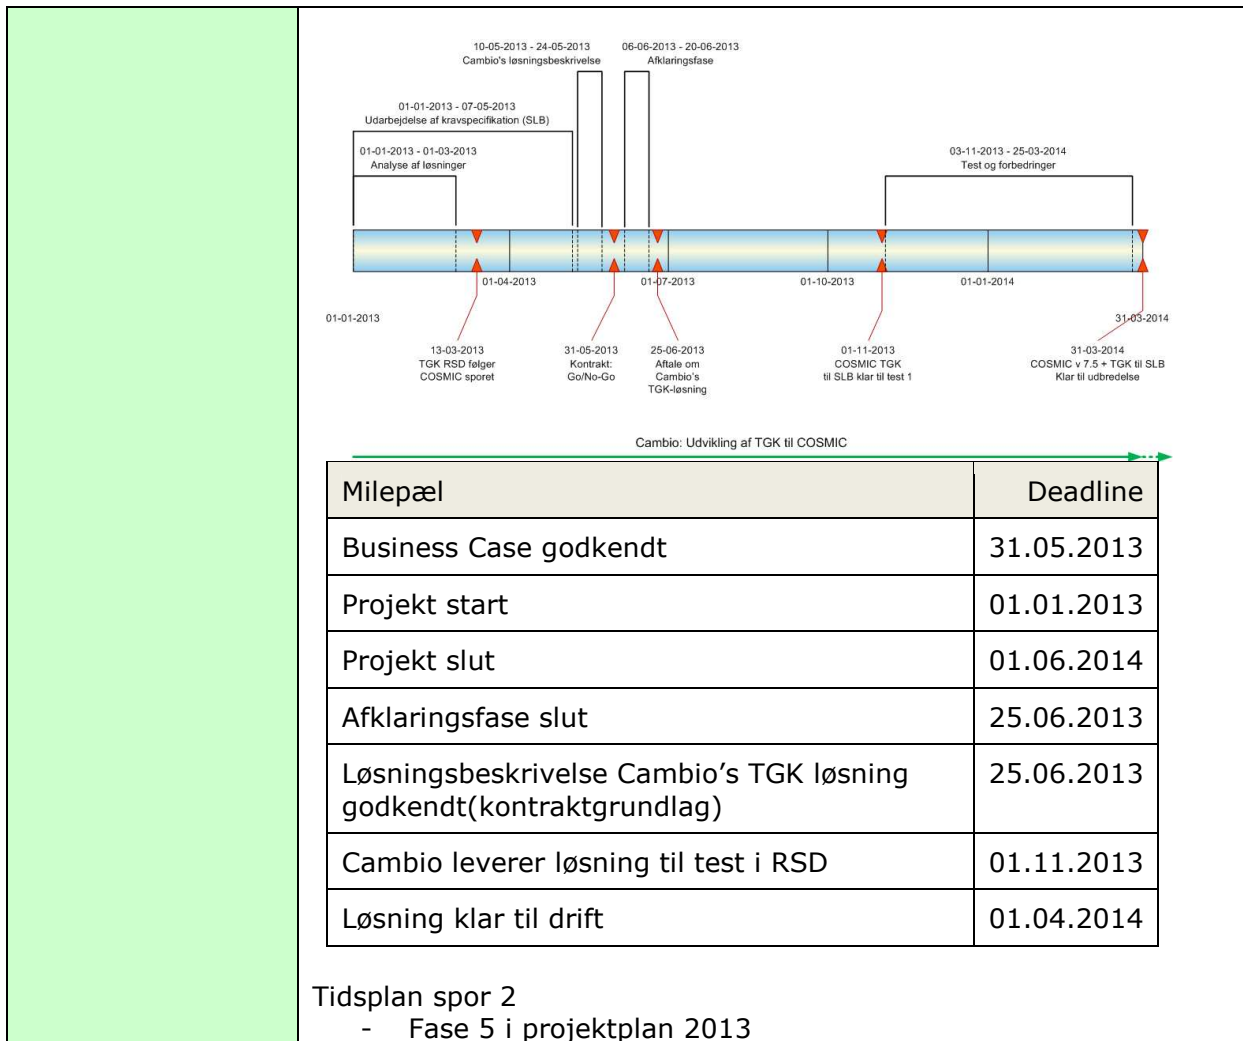 10-05-2013 - 24-05-2013
Cambio's løsningsbeskrivelse
06-06-2013 - 20-06-2013
Afklaringsfase
01-01-2013 - 07-05-2013
Udarbejdelse af kravspecifikation (SLB)
01-01-2013 - 01-03-2013
Analyse af løsninger
03-11-2013 - 25-03-2014
Test og forbedringer
01-04-2013
01-07-2013
01-10-2013
01-01-2014
01-01-2013
31-03-2014
13-03-2013
TGK RSD følger
COSMIC sporet
31-05-2013
Kontrakt:
Go/No-Go
25-06-2013
Aftale om
Cambio's
TGK-løsning
01-11-2013
COSMIC TGK
til SLB klar til test 1
31-03-2014
COSMIC v 7.5 + TGK til SLB
Klar til udbredelse
Cambio: Udvikling af TGK til COSMIC
Milepæl Deadline
Business Case godkendt 31.05.2013
Projekt start 01.01.2013
Projekt slut 01.06.2014
Afklaringsfase slut 25.06.2013
Løsningsbeskrivelse Cambio’s TGK løsning 25.06.2013
godkendt(kontraktgrundlag)
Cambio leverer løsning til test i RSD 01.11.2013
Løsning klar til drift 01.04.2014
Tidsplan spor 2
- Fase 5 i projektplan 2013